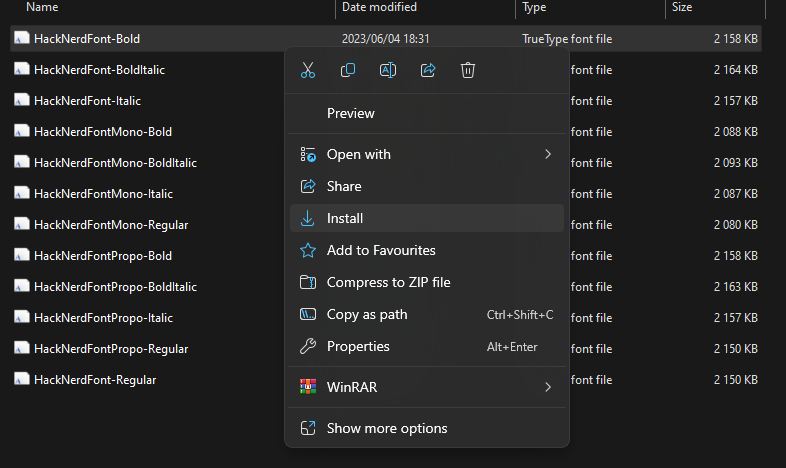 Name Date modified Type Size
HackNerdFont-Bold 2023/06/04 18:31 TrueType font file 2 158 KB
HackNerdFont-BoldItalic font file 2 164 KB
HackNerdFont-Italic font file 2 157 KB
Preview
HackNerdFontMono-Bold font file 2 088 KB
Open with
HackNerdFontMono-BoldItalic font file 2 093 KB
Share
HackNerdFontMono-Italic font file 2 087 KB
Install
HackNerdFontMono-Regular font file 2 080 KB
Add to Favourites
HackNerdFontPropo-Bold font file 2 158 KB
Compress to ZIP file
HackNerdFontPropo-BoldItalic font file 2 163 KB
Copy as path Ctrl+Shift+C
HackNerdFontPropo-Italic font file 2 157 KB
Properties Alt+Enter
HackNerdFontPropo-Regular font file 2 150 KB
HackNerdFont-Regular font file 2 150 KB
WinRAR
Show more options